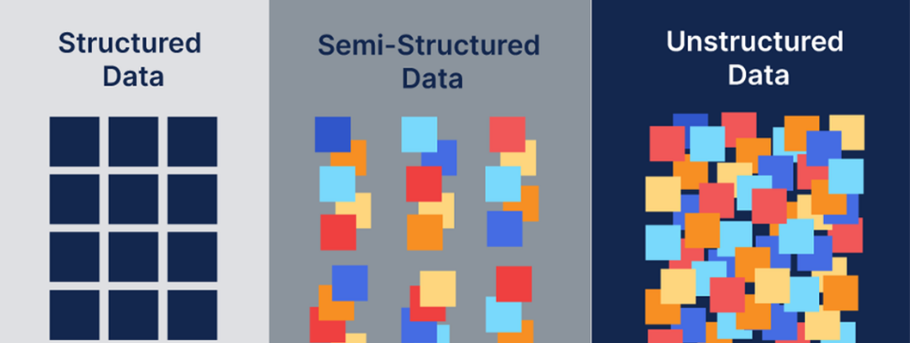 Structured
Data
Semi-Structured
Data
Unstructured
Data